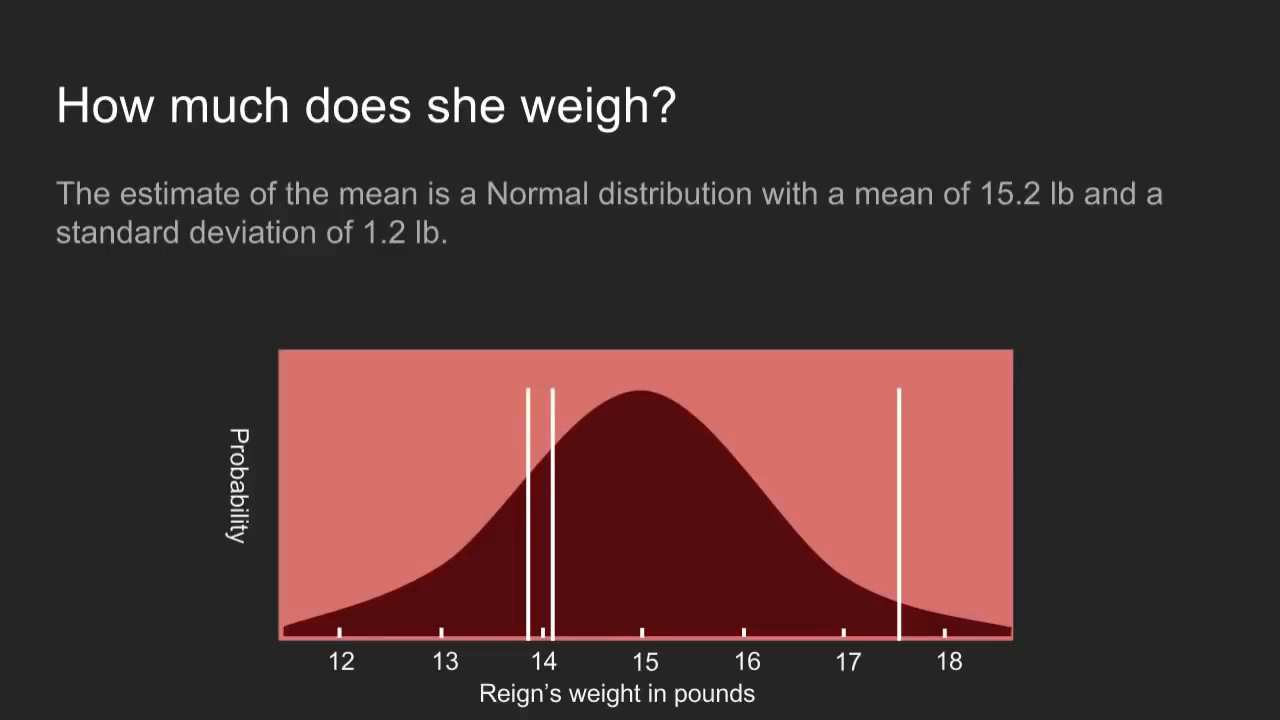 How much does she weigh?
The estimate of the mean is a Normal distribution with a mean of 15.2 lb and a
standard deviation of 1.2 lb.
Probability
12 13 14 15 16 17 18
Reign’s weight in pounds